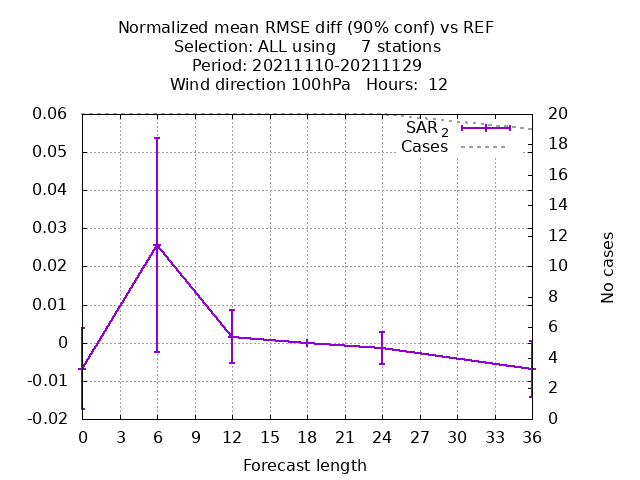 Normalized mean RMSE diff (90% conf) vs REF
Selection: ALL using     7 stations
Period: 20211110-20211129
Wind direction 100hPa   Hours:  12
0.06
0.05
0.04
0.03
0.02
0.01
0
-0.01
-0.02
20
18
16
14
12
10
8
6
4
2
0
No cases
SAR 2
Cases
0 3 6 9 12 15 18 21 24 27 30 33 36
Forecast length